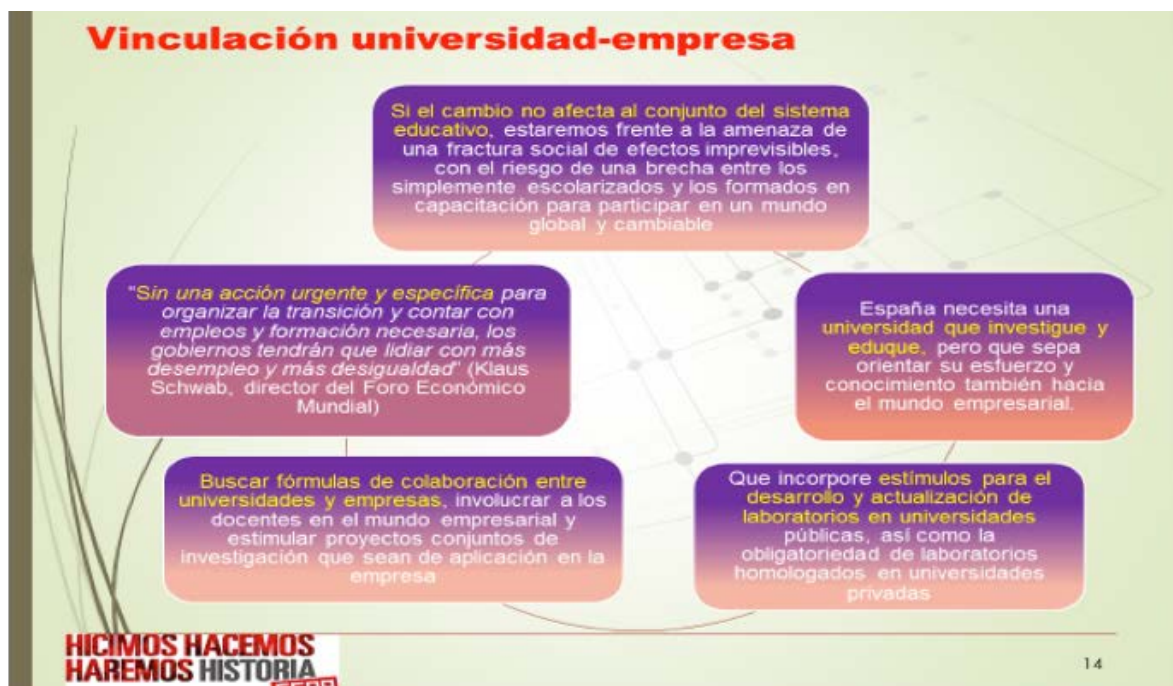 Vinculación universidad-empresa
Si el cambio no afecta al conjunto del sistema
educativo, estaremos frente a la amenaza de
una fractura social de efectos imprevisibles,
con el riesgo de una brecha entre los
simplemente escolarizados y los formados en
capacitación para participar en un mundo
global y cambiable
"Sin una acción urgente y específica para
organizar la transición y contar con
empleos y formación necesaria, los
gobiernos tendrán que lidiar con más
desempleo y más desigualdad" (Klaus
Schwab, director del Foro Económico
Mundial)
España necesita una
universidad que investigue y
eduque, pero que sepa
orientar su esfuerzo y
conocimiento también hacia
el mundo empresarial.
Buscar fórmulas de colaboración entre
universidades y empresas, involucrar a los
docentes en el mundo empresarial y
estimular proyectos conjuntos de
investigación que sean de aplicación en la
empresa
Que incorpore estímulos para el
desarrollo y actualización de
laboratorios en universidades
públicas, así como la
obligatoriedad de laboratorios
homologados en universidades
privadas
HICIMOS HACEMOS
HAREMOS HISTORIA
14